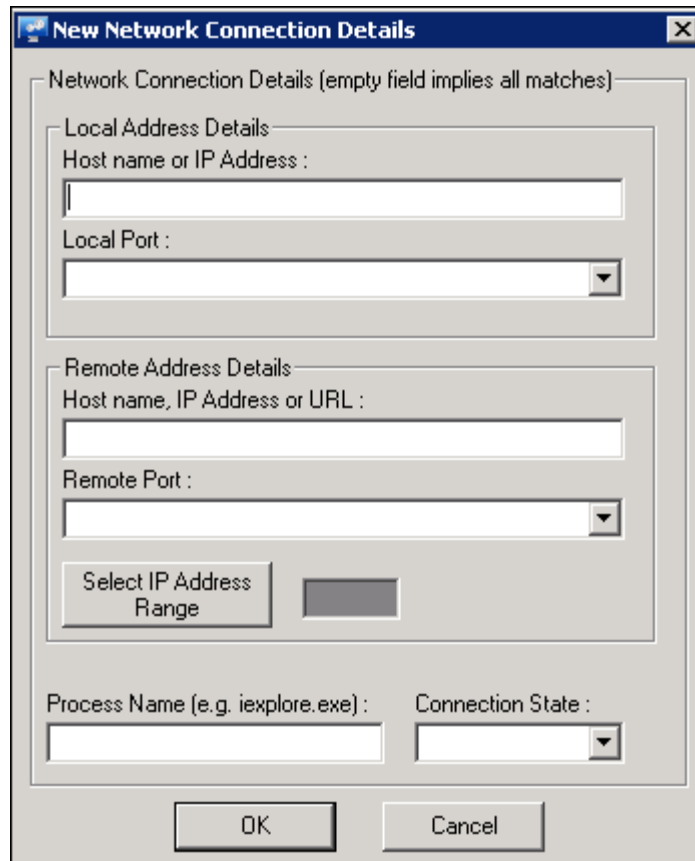 New Network Connection Details
Network Connection Details (empty field implies all matches)
Local Address Details
Host name or IP Address :
Local Port :
Remote Address Details
Host name, IP Address or URL :
Remote Port :
Select IP Address
Range
Process Name (e.g. iexplore.exe) :
Connection State :
OK
Cancel